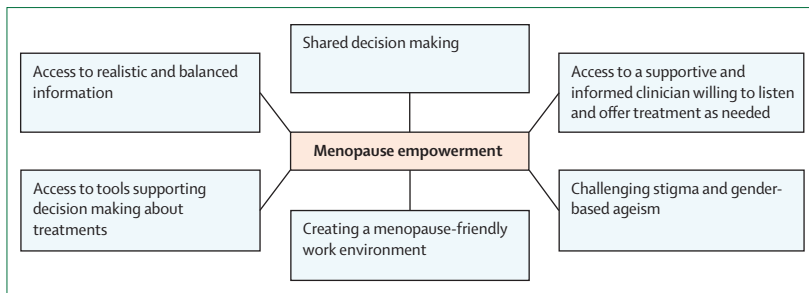 Shared decision making
Access to realistic and balanced
information
Access to a supportive and
informed clinician willing to listen
and offer treatment as needed
Menopause empowerment
Access to tools supporting
decision making about
treatments
Creating a menopause-friendly
work environment
Challenging stigma and gender-
based ageism